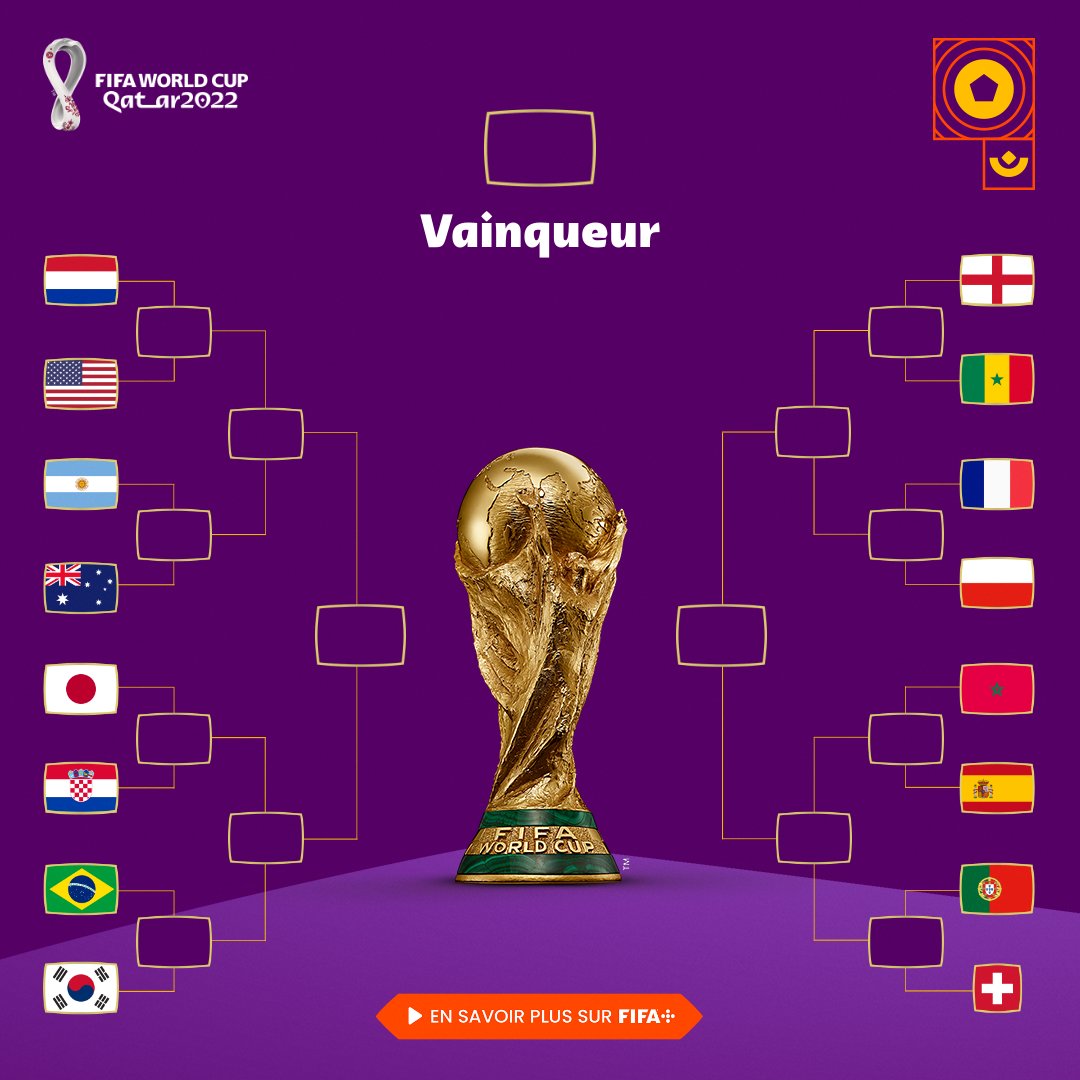 FIFA WORLD CUP
Qatar2022
Vainqueur
FIFA
WORLD CUP
TM
EN SAVOIR PLUS SUR FIFA+